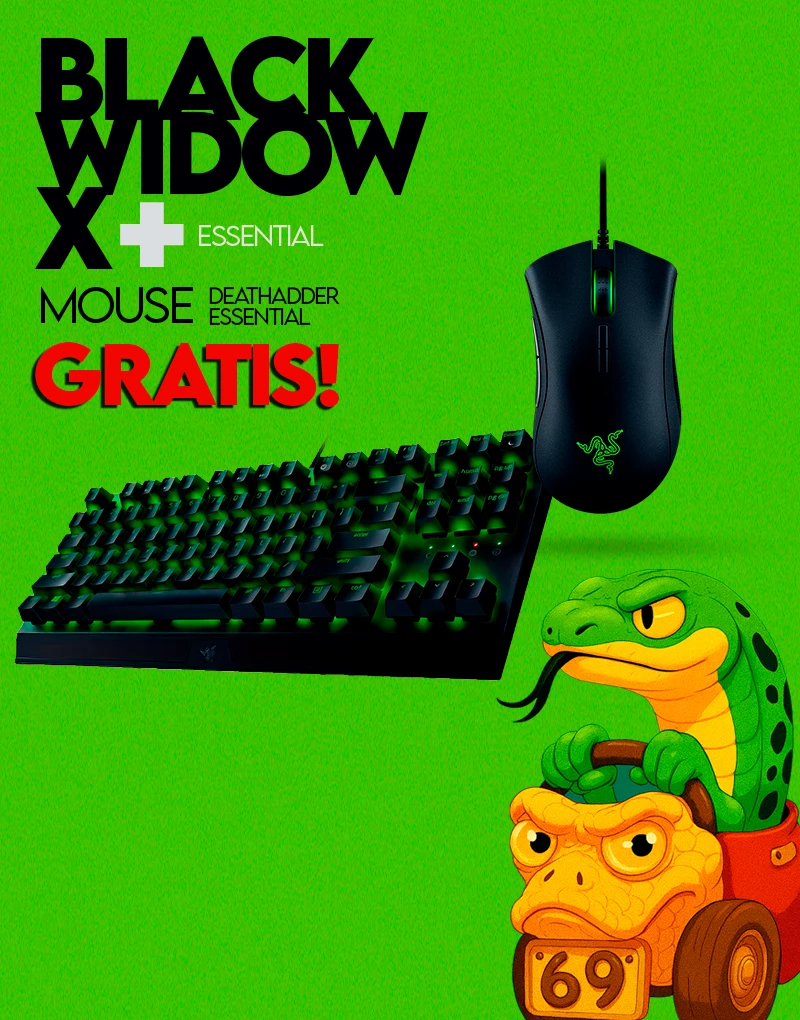 BLACK
WIDOW
X+ ESSENTIAL
MOUSE DEATHADDER
ESSENTIAL
GRATIS!
69